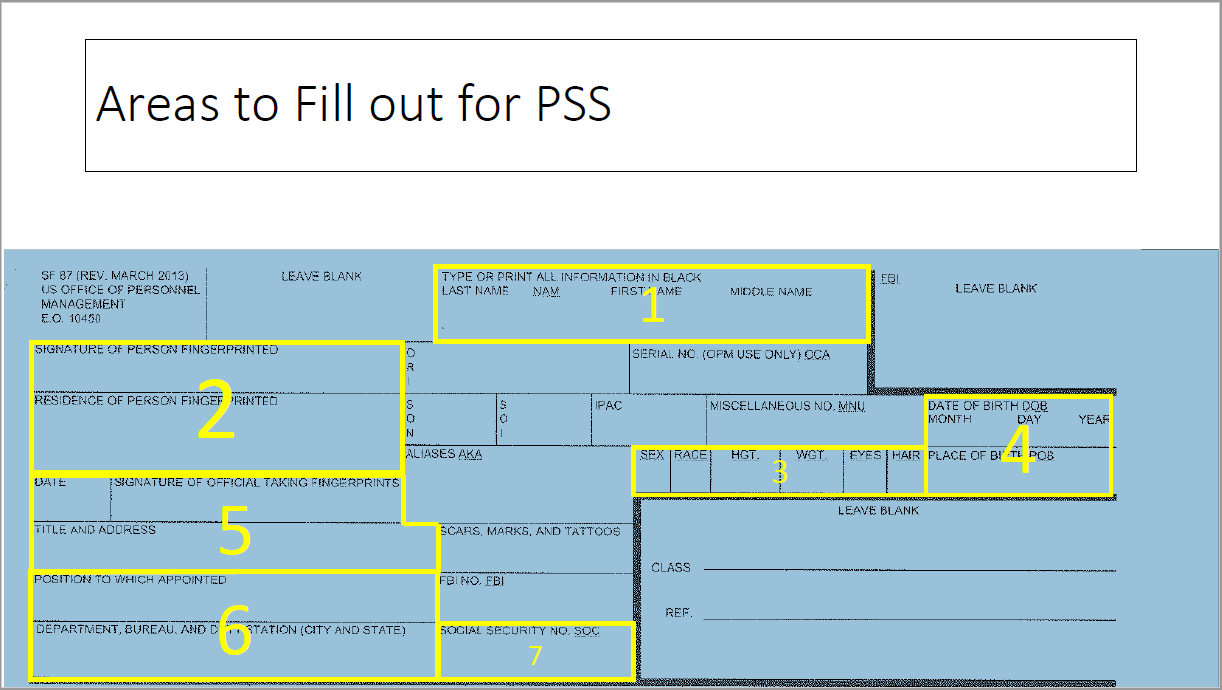 Areas to Fill out for PSS
SF 87 (REV. MARCH 2013)
US OFFICE OF PERSONNEL
MANAGEMENT
E.O. 10450
LEAVE BLANK
TYPE OR PRINT ALL INFORMATION IN BLACK
LAST NAME NAM FIRST NAME MIDDLE NAME
1
FBI
LEAVE BLANK
SIGNATURE OF PERSON FINGERPRINTED
2
RESIDENCE OF PERSON FINGERPRINTED
O
R
I
SERIAL NO. (OPM USE ONLY) OCA
S
O
N
S
O
I
IPAC
MISCELLANEOUS NO. MNU
DATE OF BIRTH DOB
MONTH DAY YEAR
4
ALIASES AKA
SEX RACE HGT. WGT. EYES HAIR PLACE OF BIRTH POB
3
DATE SIGNATURE OF OFFICIAL TAKING FINGERPRINTS
5
LEAVE BLANK
TITLE AND ADDRESS
SCARS, MARKS, AND TATTOOS
CLASS
POSITION TO WHICH APPOINTED
FBI NO. FBI
6
REF.
DEPARTMENT, BUREAU, AND DUTY STATION (CITY AND STATE)
SOCIAL SECURITY NO. SOC
7